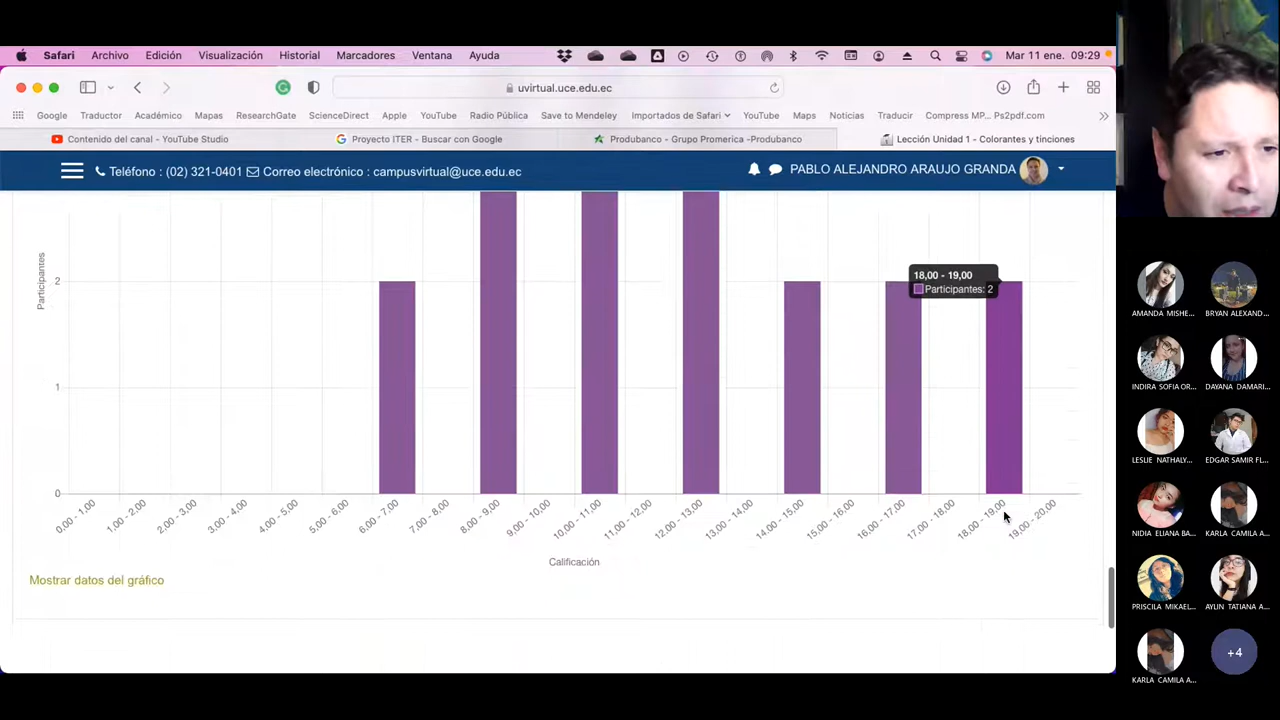 Safari Archivo Edición Visualización Historial Marcadores Ventana Ayuda Mar 11 ene. 09:29
uvirtual.uce.edu.ec
Google Traductor Académico Mapas ResearchGate ScienceDirect Apple YouTube Radio Pública Save to Mendeley Importados de Safari YouTube Maps Noticias Traducir Compress MP... Ps2pdf.com
Contenido del canal - YouTube Studio Proyecto ITER - Buscar con Google Produbanco - Grupo Promerica -Produbanco Lección Unidad 1 - Colorantes y tinciones
Teléfono : (02) 321-0401 Correo electrónico : campusvirtual@uce.edu.ec PABLO ALEJANDRO ARAUJO GRANDA
Participantes
2
1
0
18,00 - 19,00
Participantes: 2
0,00 - 1,00 1,00 - 2,00 2,00 - 3,00 3,00 - 4,00 4,00 - 5,00 5,00 - 6,00 6,00 - 7,00 7,00 - 8,00 8,00 - 9,00 9,00 - 10,00 10,00 - 11,00 11,00 - 12,00 12,00 - 13,00 13,00 - 14,00 14,00 - 15,00 15,00 - 16,00 16,00 - 17,00 17,00 - 18,00 18,00 - 19,00 19,00 - 20,00
Calificación
Mostrar datos del gráfico
AMANDA MISHE... BRYAN ALEXAND...
INDIRA SOFIA OR... DAYANA DAMARI...
LESLIE NATHALY... EDGAR SAMIR FL...
NIDIA ELIANA BA... KARLA CAMILA A...
PRISCILA MIKAEL... AYLIN TATIANA A...
KARLA CAMILA A... +4